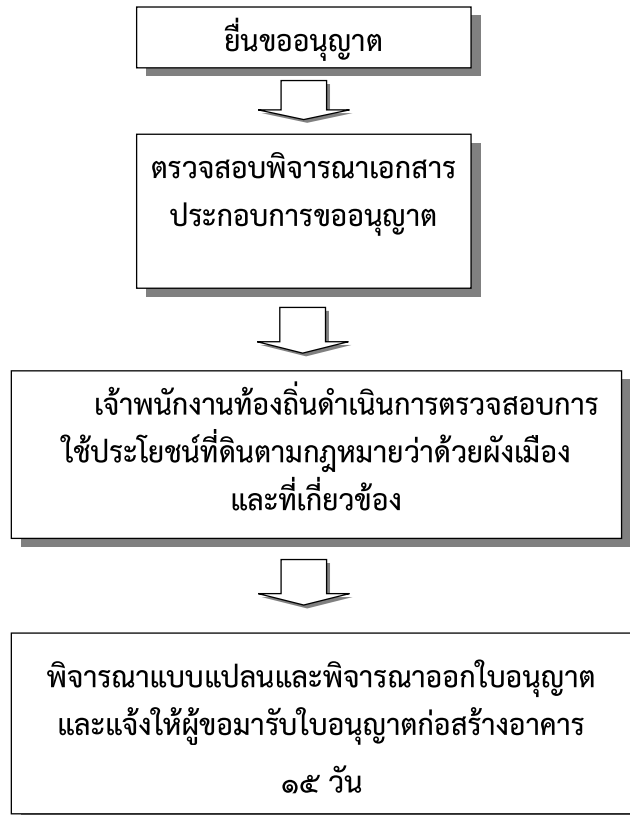 ยื่นขออนุญาต
ตรวจสอบพิจารณาเอกสาร
ประกอบการขออนุญาต
เจ้าพนักงานท้องถิ่นดำเนินการตรวจสอบการ
ใช้ประโยชน์ที่ดินตามกฎหมายว่าด้วยผังเมือง
และที่เกี่ยวข้อง
พิจารณาแบบแปลนและพิจารณาออกใบอนุญาต
และแจ้งให้ผู้ขอมารับใบอนุญาตก่อสร้างอาคาร
๑๕ วัน